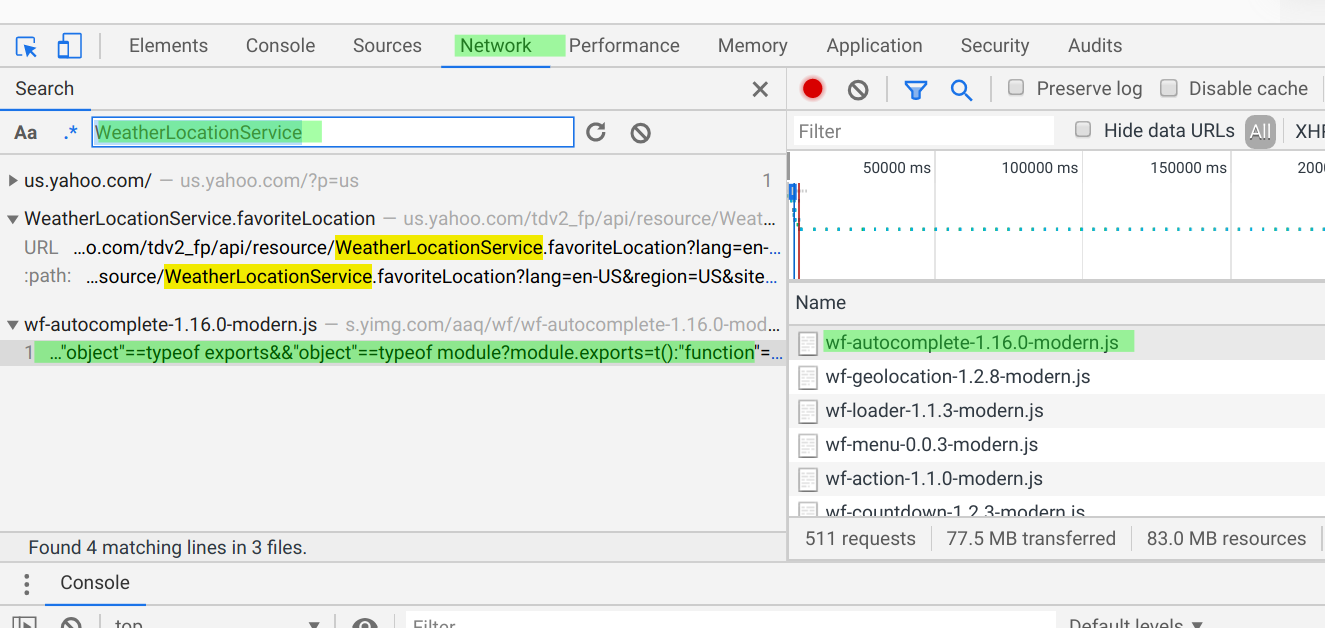 Elements Console Sources Network Performance Memory Application Security Audits
Search
Aa .* WeatherLocationService
us.yahoo.com/ — us.yahoo.com/?p=us 1
WeatherLocationService.favoriteLocation — us.yahoo.com/tdv2_fp/api/resource/Weat…
URL …o.com/tdv2_fp/api/resource/WeatherLocationService.favoriteLocation?lang=en-…
:path: …source/WeatherLocationService.favoriteLocation?lang=en-US&region=US&site…
wf-autocomplete-1.16.0-modern.js — s.yimg.com/aaq/wf/wf-autocomplete-1.16.0-mod…
1 …"object"==typeof exports&&"object"==typeof module?module.exports=t():"function"=…
Found 4 matching lines in 3 files.
Preserve log Disable cache
Filter Hide data URLs All XHR
50000 ms 100000 ms 150000 ms 2000
Name
wf-autocomplete-1.16.0-modern.js
wf-geolocation-1.2.8-modern.js
wf-loader-1.1.3-modern.js
wf-menu-0.0.3-modern.js
wf-action-1.1.0-modern.js
wf-countdown-1.2.3-modern.js
511 requests 77.5 MB transferred 83.0 MB resources
Console
top Filter Default levels ▼